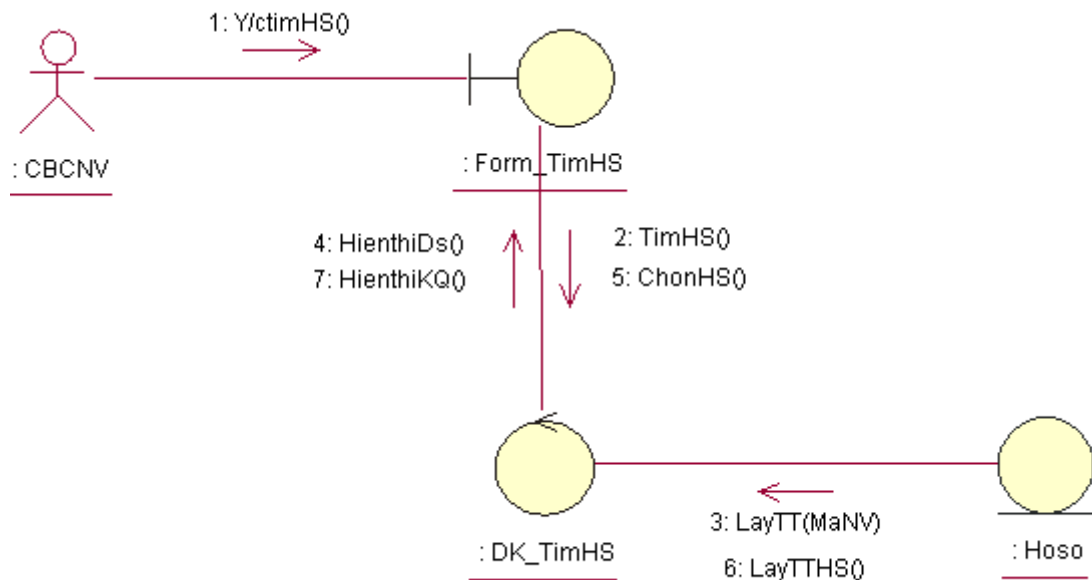 1: Y/ctimHS()
: CBCNV
: Form_TimHS
4: HienthiDs()
2: TimHS()
7: HienthiKQ()
5: ChonHS()
3: LayTT(MaNV)
: DK_TimHS
: Hoso
6: LayTTHS()